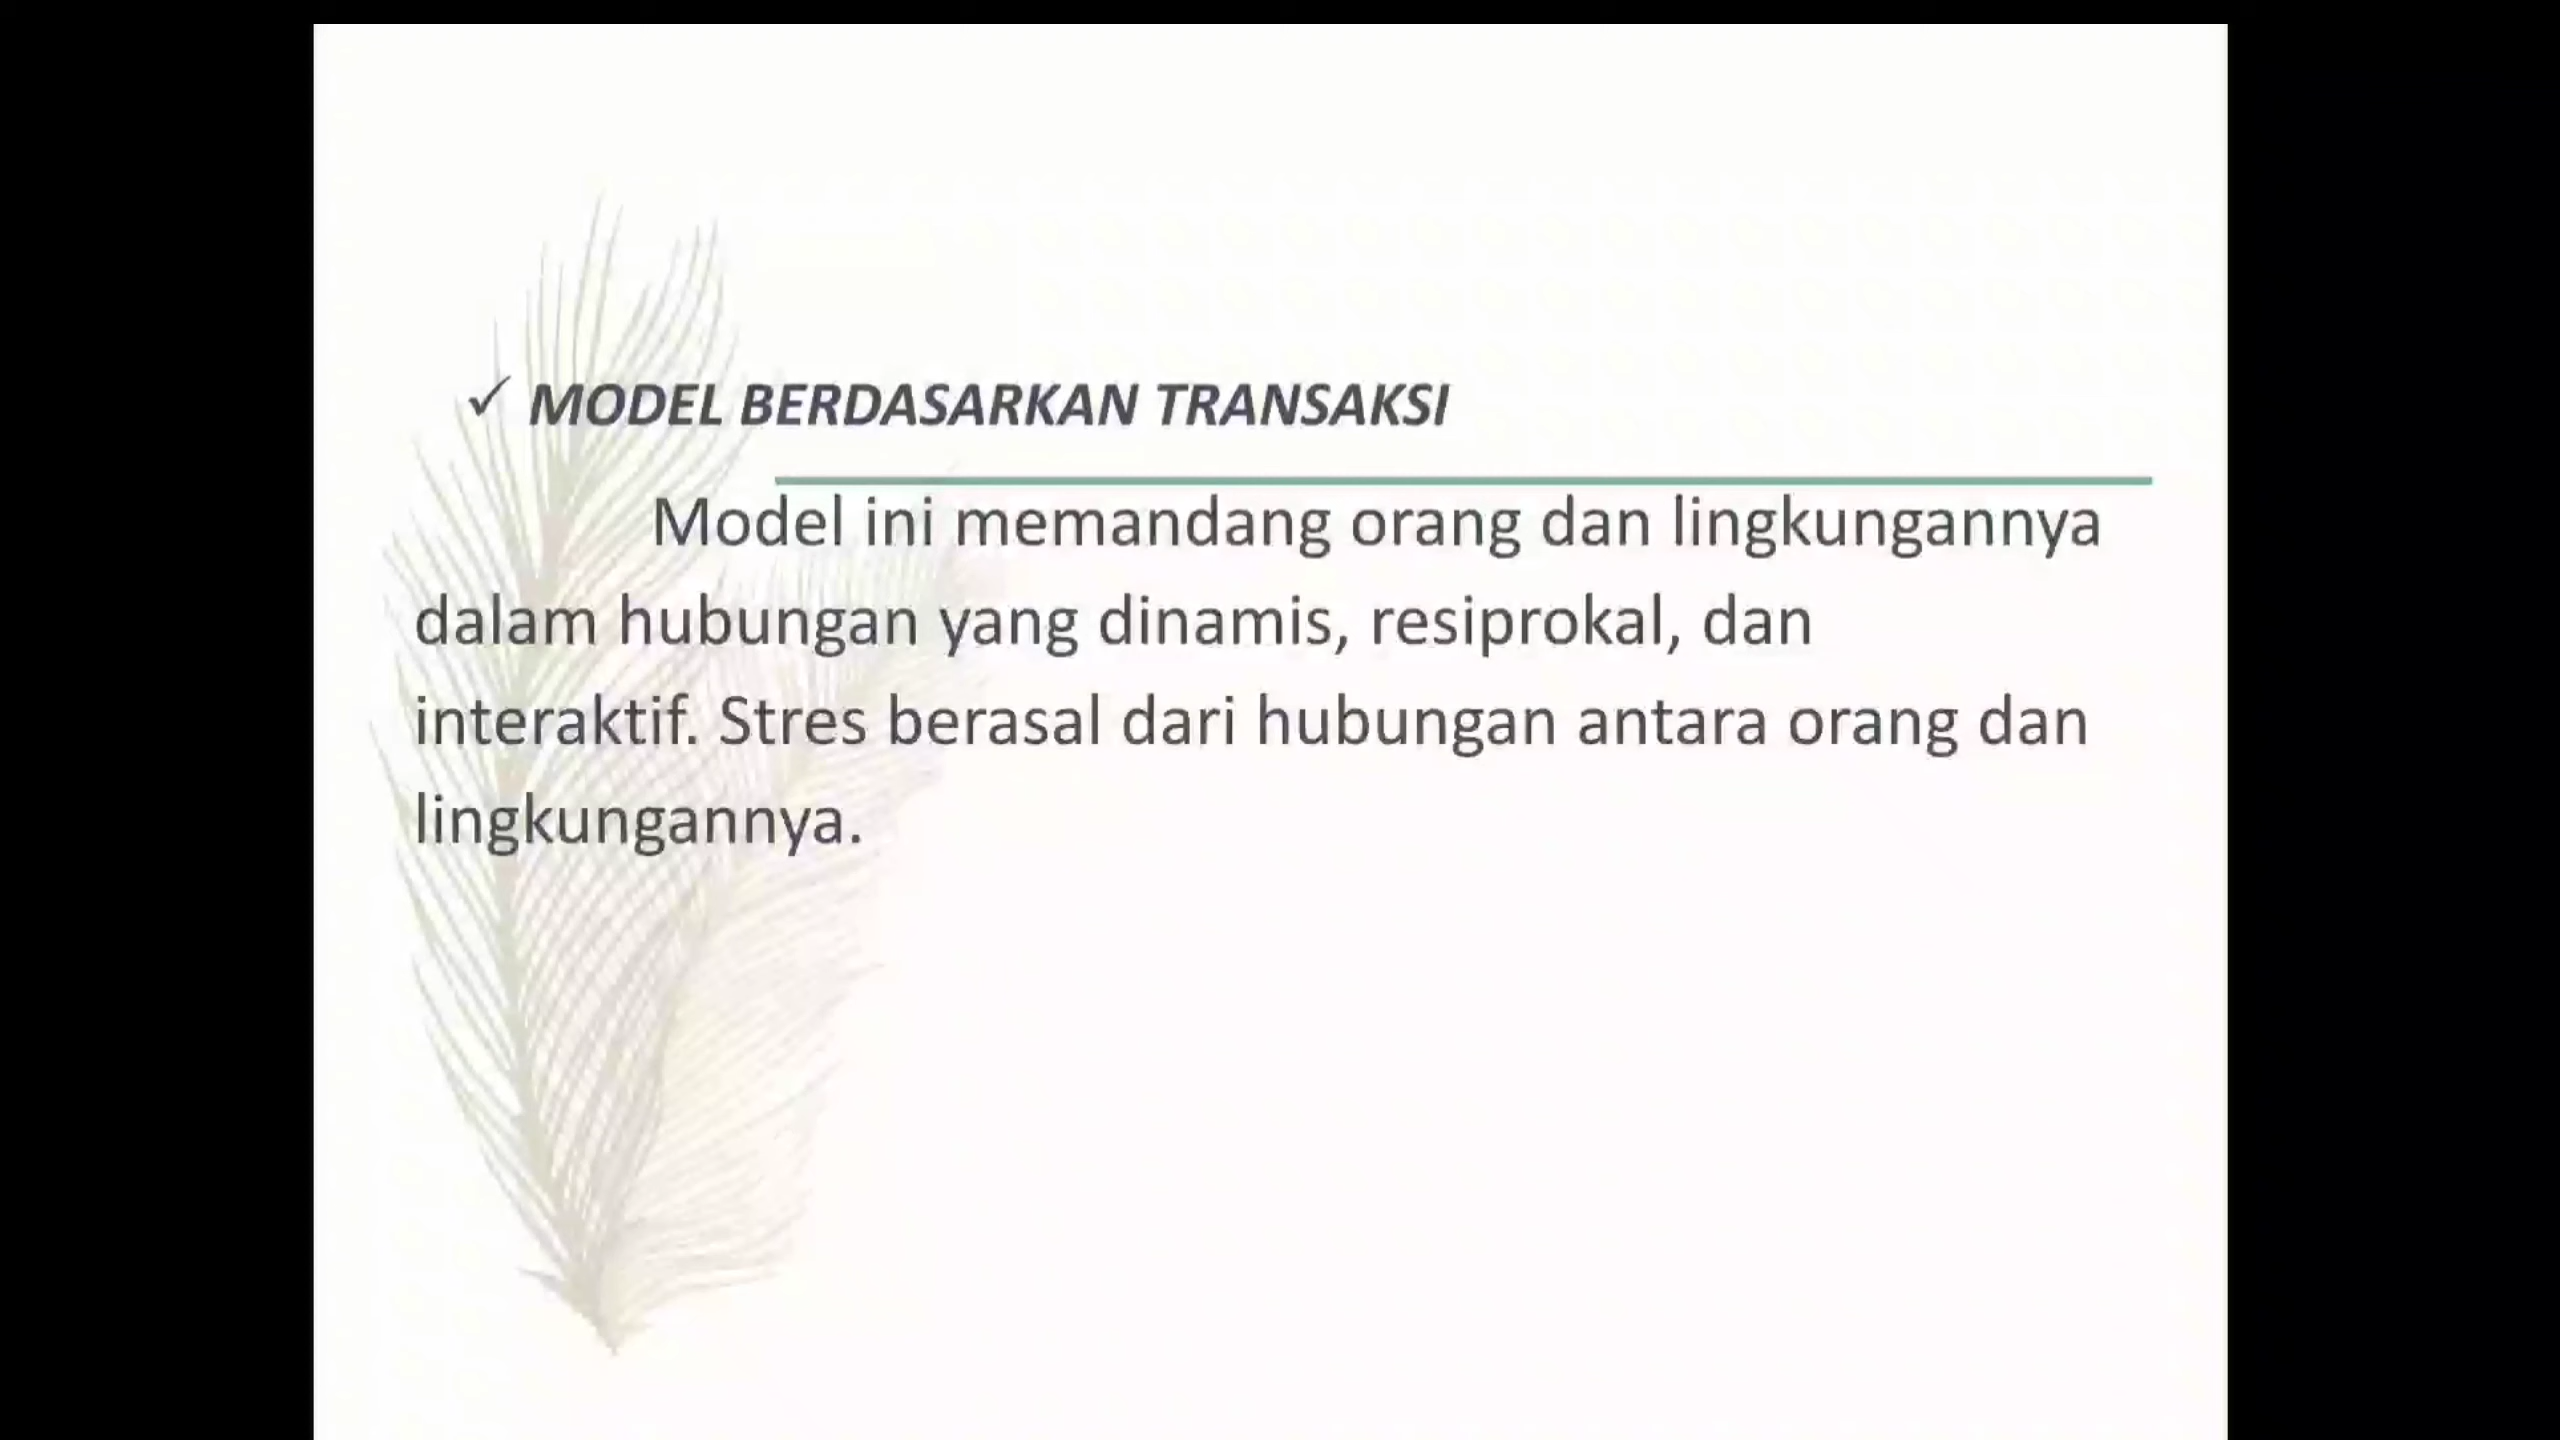 ✓ MODEL BERDASARKAN TRANSAKSI
Model ini memandang orang dan lingkungannya
dalam hubungan yang dinamis, resiprokal, dan
interaktif. Stres berasal dari hubungan antara orang dan
lingkungannya.